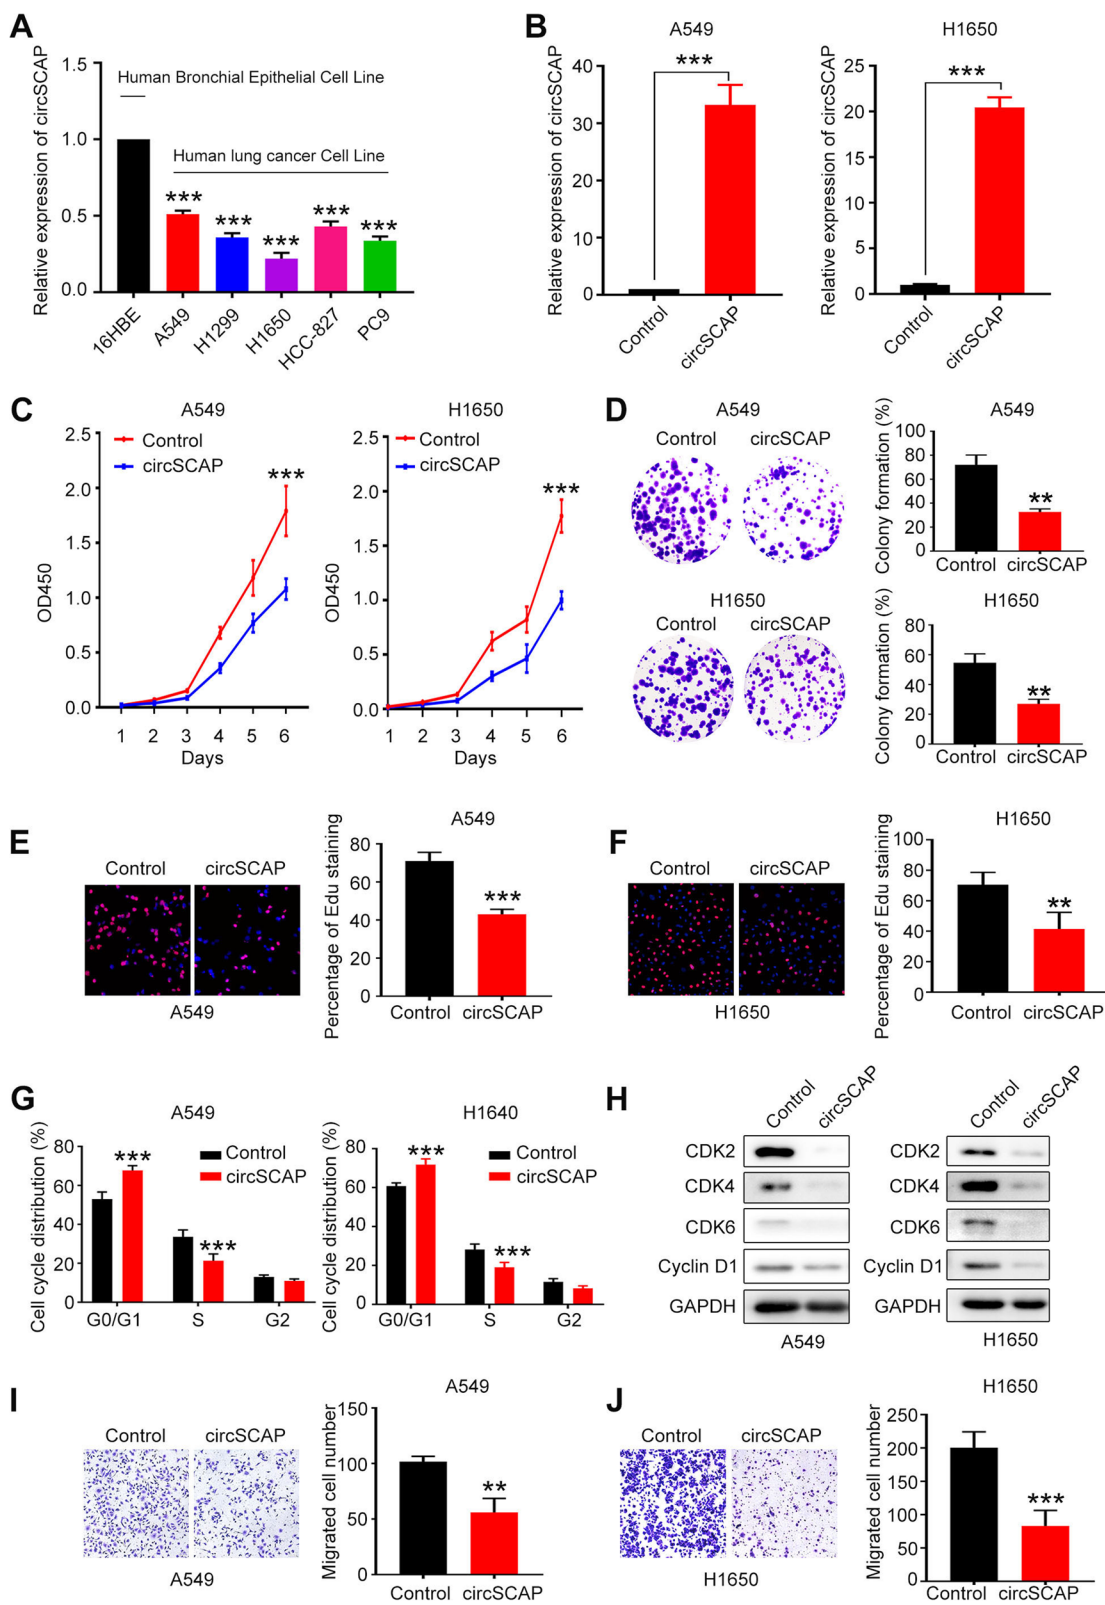 A
Relative expression of circSCAP
1.5
1.0
0.5
0.0
Human Bronchial Epithelial Cell Line
Human lung cancer Cell Line
***
***
***
***
***
16HBE
A549
H1299
H1650
HCC-827
PC9
B
A549
Relative expression of circSCAP
40
30
20
10
0
***
Control
circSCAP
H1650
Relative expression of circSCAP
25
20
15
10
5
0
***
Control
circSCAP
C
A549
OD450
2.5
2.0
1.5
1.0
0.5
0.0
Control
circSCAP
***
1 2 3 4 5 6
Days
H1650
OD450
2.5
2.0
1.5
1.0
0.5
0.0
Control
circSCAP
***
1 2 3 4 5 6
Days
D
A549
Control circSCAP
H1650
Control circSCAP
A549
Colony formation (%)
100
80
60
40
20
0
**
Control circSCAP
H1650
Colony formation (%)
80
60
40
20
0
**
Control circSCAP
E
Control circSCAP
A549
A549
Percentage of Edu staining
80
60
40
20
0
***
Control circSCAP
F
Control circSCAP
H1650
H1650
Percentage of Edu staining
100
80
60
40
20
0
**
Control circSCAP
G
A549
Cell cycle distribution (%)
80
60
40
20
0
Control
circSCAP
***
***
G0/G1 S G2
H1640
Cell cycle distribution (%)
80
60
40
20
0
Control
circSCAP
***
***
G0/G1 S G2
H
Control circSCAP
CDK2
CDK4
CDK6
Cyclin D1
GAPDH
A549
Control circSCAP
CDK2
CDK4
CDK6
Cyclin D1
GAPDH
H1650
I
Control circSCAP
A549
A549
Migrated cell number
150
100
50
0
**
Control circSCAP
J
Control circSCAP
H1650
H1650
Migrated cell number
250
200
150
100
50
0
***
Control circSCAP